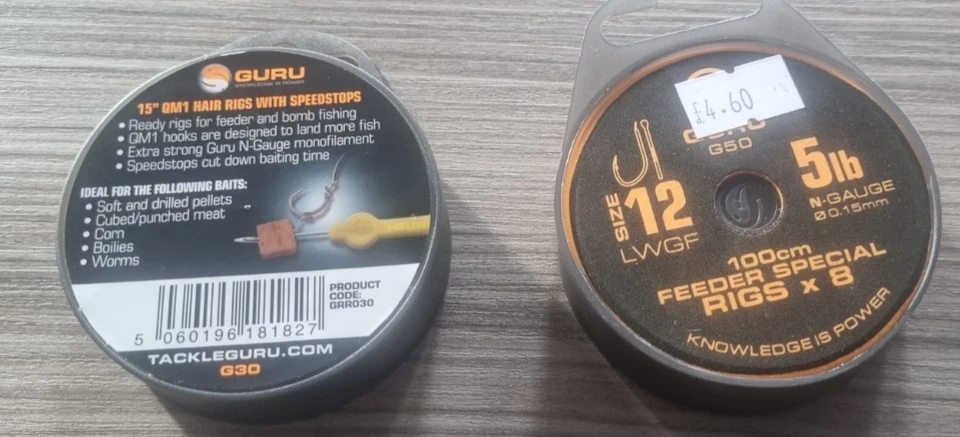 GURU
KNOWLEDGE IS POWER
15" QM1 HAIR RIGS WITH SPEEDSTOPS
• Ready rigs for feeder and bomb fishing
• QM1 hooks are designed to land more fish
• Extra strong Guru N-Gauge monofilament
• Speedstops cut down baiting time
IDEAL FOR THE FOLLOWING BAITS:
• Soft and drilled pellets
• Cubed/punched meat
• Corn
• Boilies
• Worms
PRODUCT
CODE:
GRR030
5 060196 181827
TACKLEGURU.COM
G30
£4.60
GURU
G50
5lb
N-GAUGE
Ø0.15mm
SIZE 12
LWGF
100cm
FEEDER SPECIAL
RIGS x 8
KNOWLEDGE IS POWER